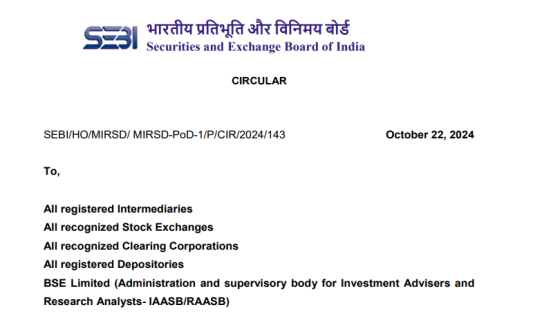 SEBI
भारतीय प्रतिभूति और विनिमय बोर्ड
Securities and Exchange Board of India
CIRCULAR
SEBI/HO/MIRSD/ MIRSD-PoD-1/P/CIR/2024/143 October 22, 2024
To,
All registered Intermediaries
All recognized Stock Exchanges
All recognized Clearing Corporations
All registered Depositories
BSE Limited (Administration and supervisory body for Investment Advisers and
Research Analysts- IAASB/RAASB)